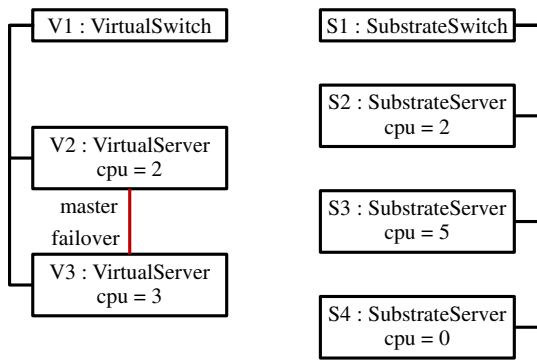 V1 : VirtualSwitch
V2 : VirtualServer
cpu = 2
master
failover
V3 : VirtualServer
cpu = 3
S1 : SubstrateSwitch
S2 : SubstrateServer
cpu = 2
S3 : SubstrateServer
cpu = 5
S4 : SubstrateServer
cpu = 0